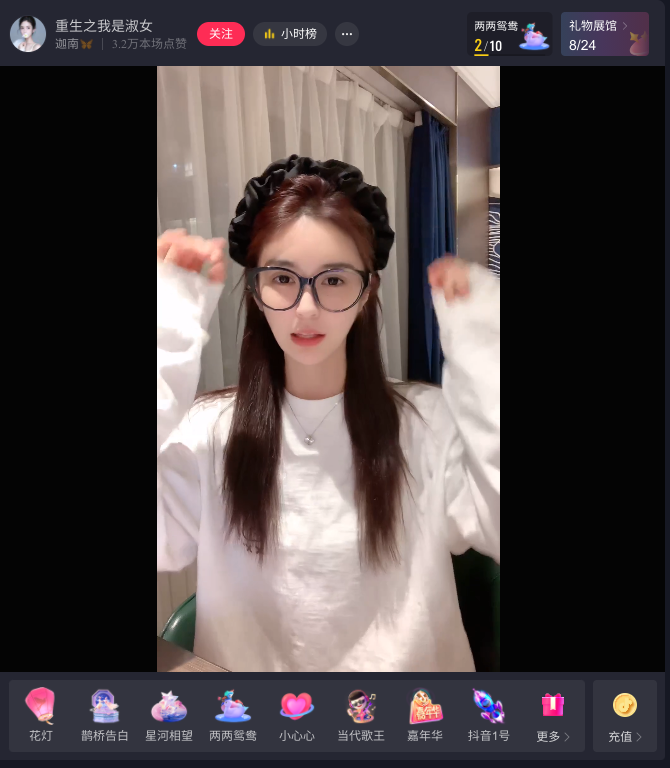 重生之我是淑女
迦南 3.2万本场点赞
关注
小时榜
两两鸳鸯
2/10
礼物展馆
8/24
花灯
鹊桥告白
星河相望
两两鸳鸯
小心心
当代歌王
嘉年华
嘉年华
抖音1号
更多
充值